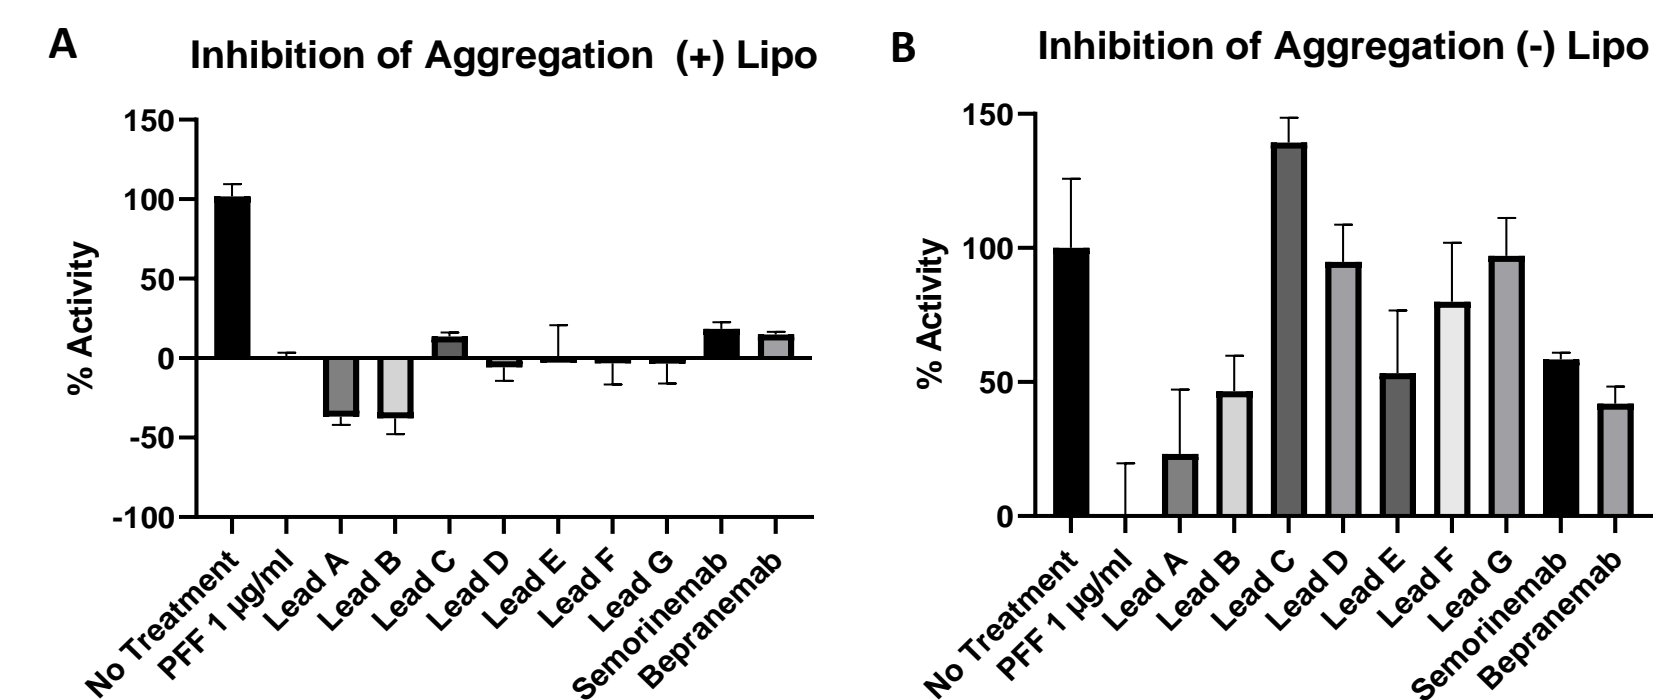 A
Inhibition of Aggregation (+) Lipo
% Activity
150
100
50
0
-50
-100
No Treatment
PFF 1 µg/ml
Lead A
Lead B
Lead C
Lead D
Lead E
Lead F
Lead G
Semorinemab
Bepranemab
B
Inhibition of Aggregation (-) Lipo
% Activity
150
100
50
0
No Treatment
PFF 1 µg/ml
Lead A
Lead B
Lead C
Lead D
Lead E
Lead F
Lead G
Semorinemab
Bepranemab